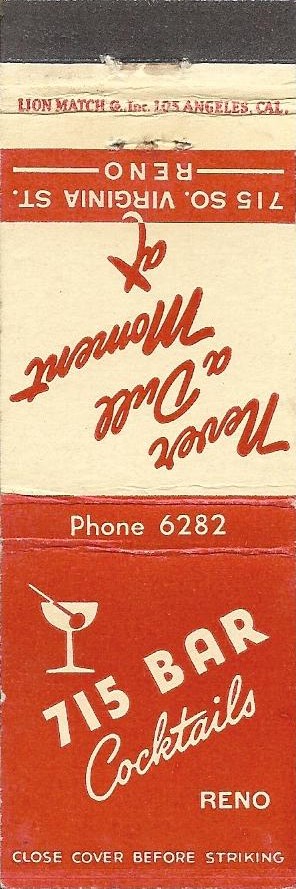 LION MATCH Co. Inc. LOS ANGELES, CAL.
Never
a Dull
Moment
at
715 SO. VIRGINIA ST.
RENO
Phone 6282
715 BAR
Cocktails
RENO
CLOSE COVER BEFORE STRIKING